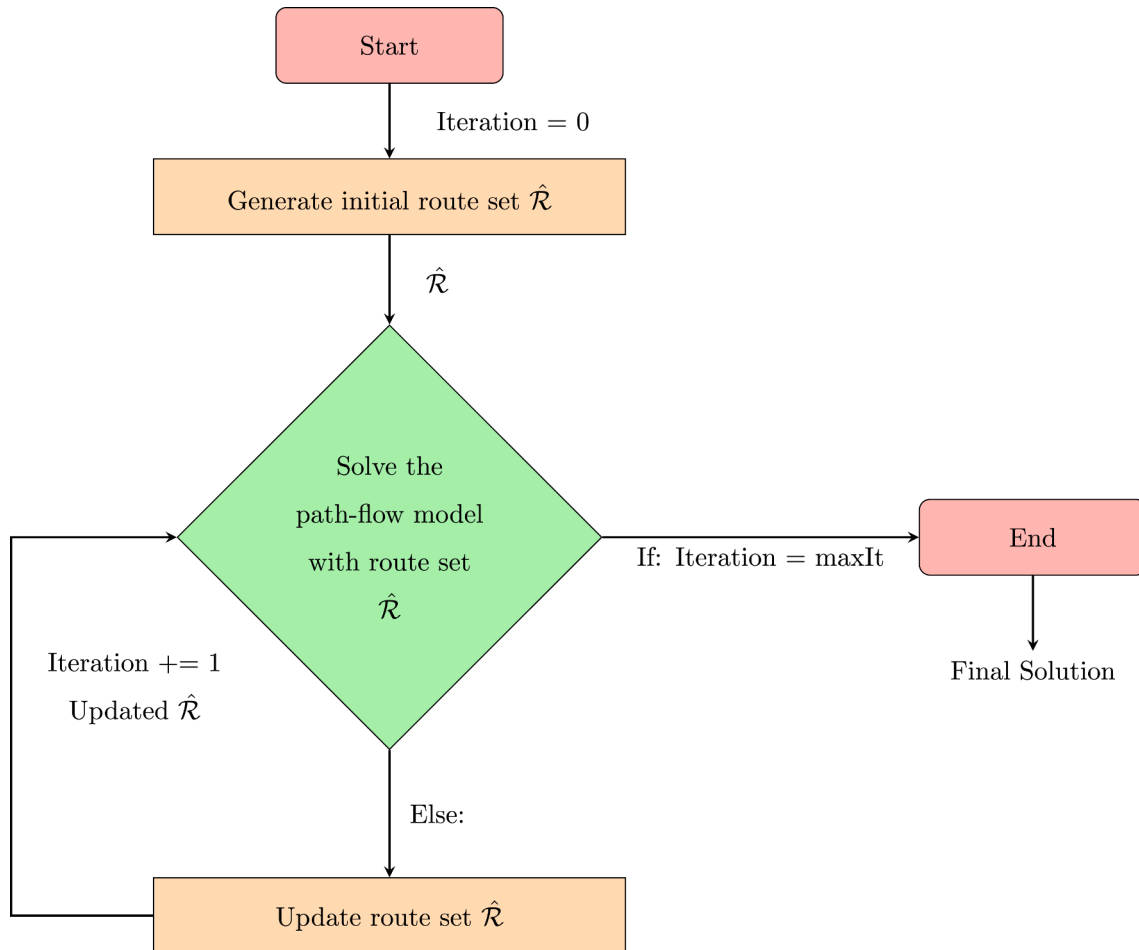 Start
Iteration = 0
Generate initial route set $\hat{\mathcal{R}}$
$\hat{\mathcal{R}}$
Solve the
path-flow model
with route set
$\hat{\mathcal{R}}$
If: Iteration = maxIt
End
Final Solution
Iteration += 1
Updated $\hat{\mathcal{R}}$
Else:
Update route set $\hat{\mathcal{R}}$